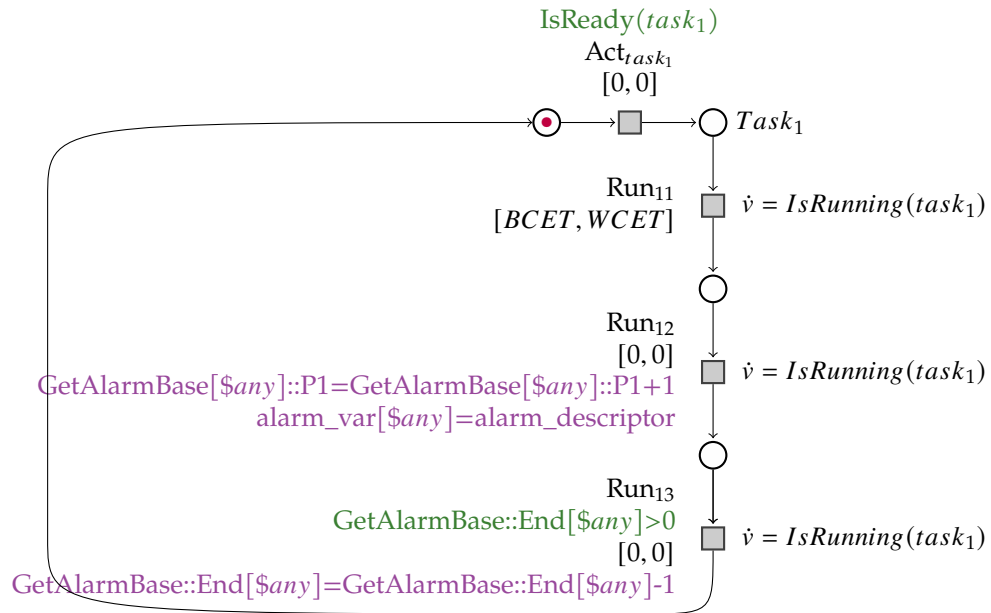 IsReady(task₁)
Act_task₁
[0, 0]
Task₁
Run₁₁
[BCET, WCET]
v̇ = IsRunning(task₁)
Run₁₂
[0, 0]
GetAlarmBase[$any]::P1=GetAlarmBase[$any]::P1+1
alarm_var[$any]=alarm_descriptor
v̇ = IsRunning(task₁)
Run₁₃
GetAlarmBase::End[$any]>0
[0, 0]
GetAlarmBase::End[$any]=GetAlarmBase::End[$any]-1
v̇ = IsRunning(task₁)